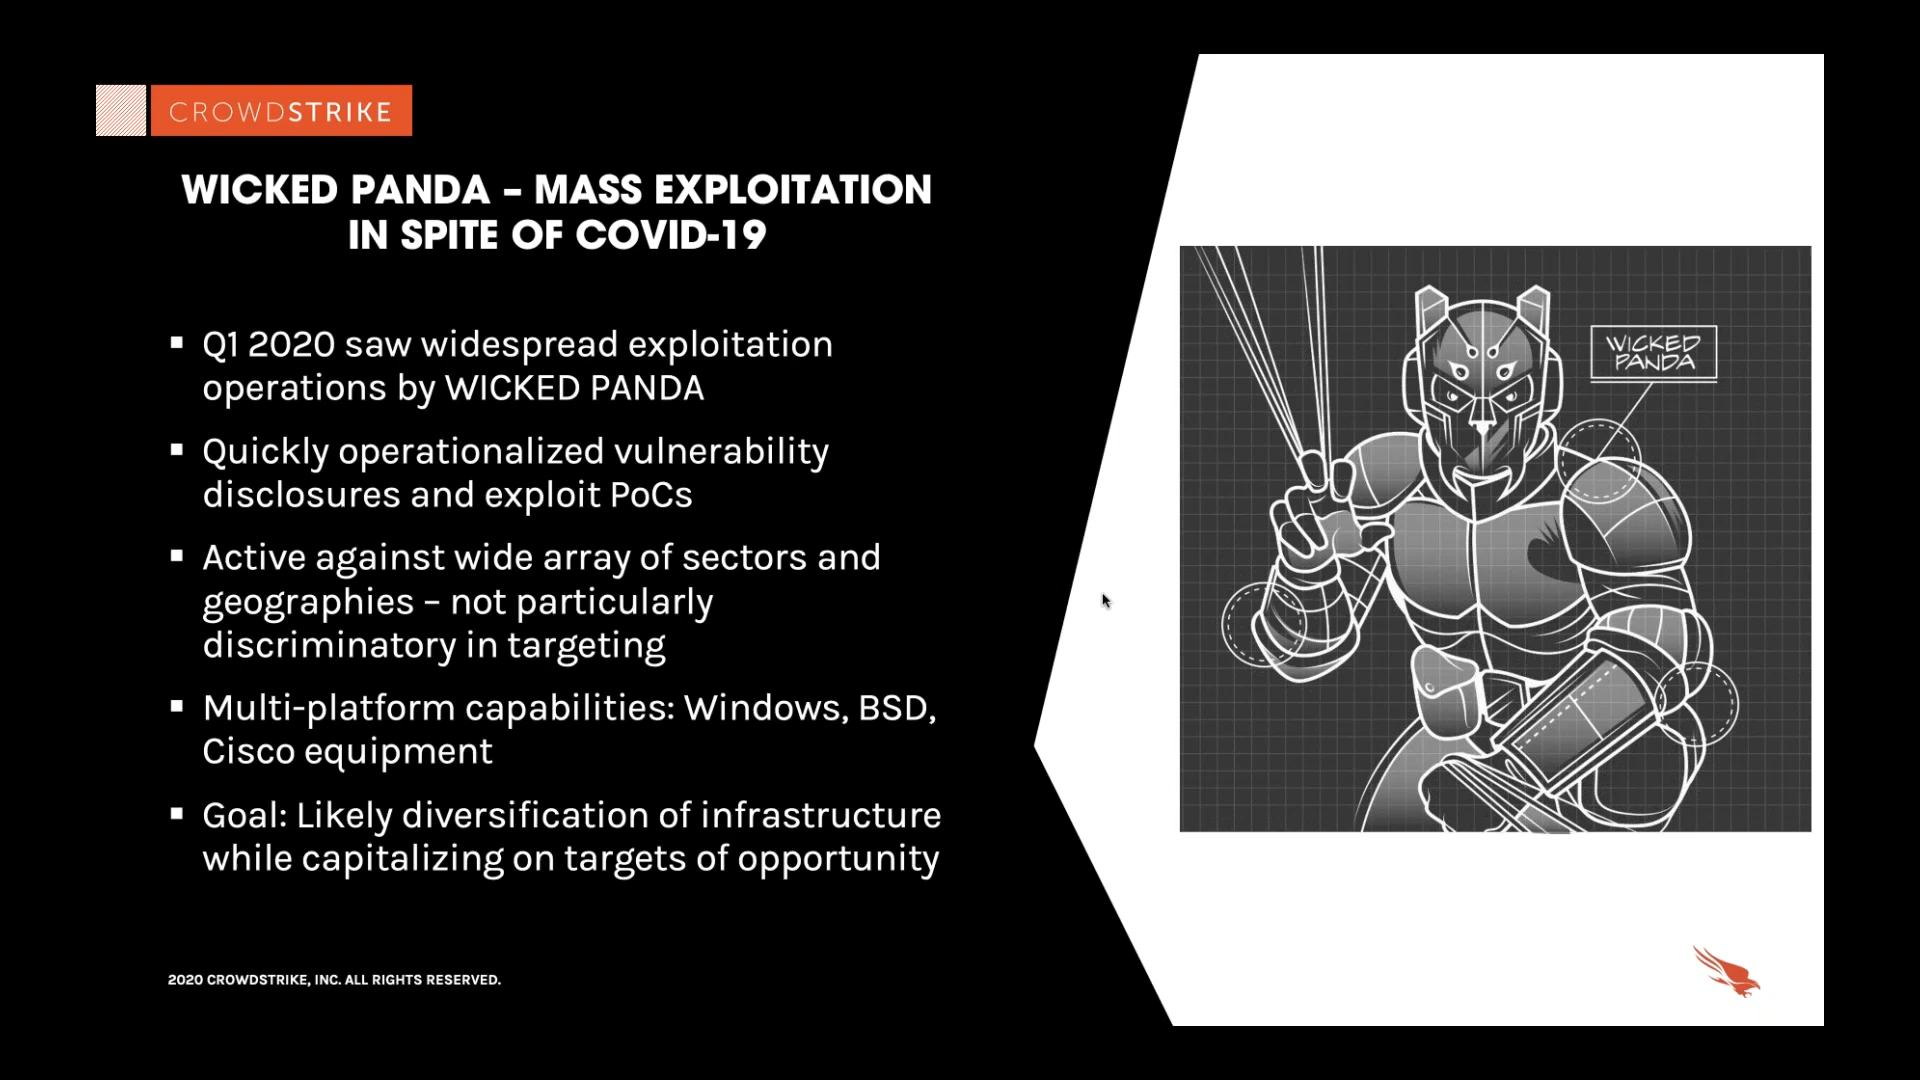 CROWDSTRIKE
WICKED PANDA – MASS EXPLOITATION
IN SPITE OF COVID-19
▪ Q1 2020 saw widespread exploitation
operations by WICKED PANDA
▪ Quickly operationalized vulnerability
disclosures and exploit PoCs
▪ Active against wide array of sectors and
geographies – not particularly
discriminatory in targeting
▪ Multi-platform capabilities: Windows, BSD,
Cisco equipment
▪ Goal: Likely diversification of infrastructure
while capitalizing on targets of opportunity
2020 CROWDSTRIKE, INC. ALL RIGHTS RESERVED.
WICKED
PANDA